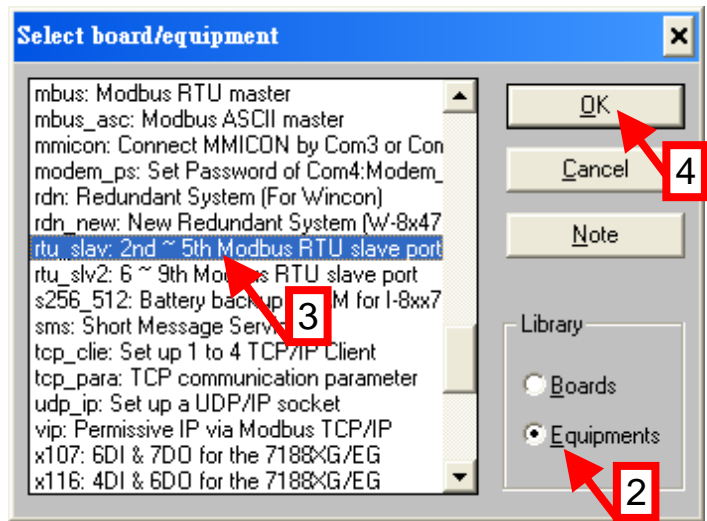 Select board/equipment
mbus: Modbus RTU master
mbus_asc: Modbus ASCII master
mmicon: Connect MMICON by Com3 or Con
modem_ps: Set Password of Com4:Modem_
rdn: Redundant System (For Wincon)
rdn_new: New Redundant System (W-8x47
rtu_slav: 2nd ~ 5th Modbus RTU slave port
rtu_slv2: 6 ~ 9th Mod us RTU slave port
s256_512: Battery backup M for I-8xx7
sms: Short Message Servi
tcp_clie: Set up 1 to 4 TCP/IP Client
tcp_para: TCP communication parameter
udp_ip: Set up a UDP/IP socket
vip: Permissive IP via Modbus TCP/IP
x107: 6DI & 7DO for the 7188XG/EG
x116: 4DI & 6DO for the 7188XG/EG
3
OK
4
Cancel
Note
Library
Boards
Equipments
2